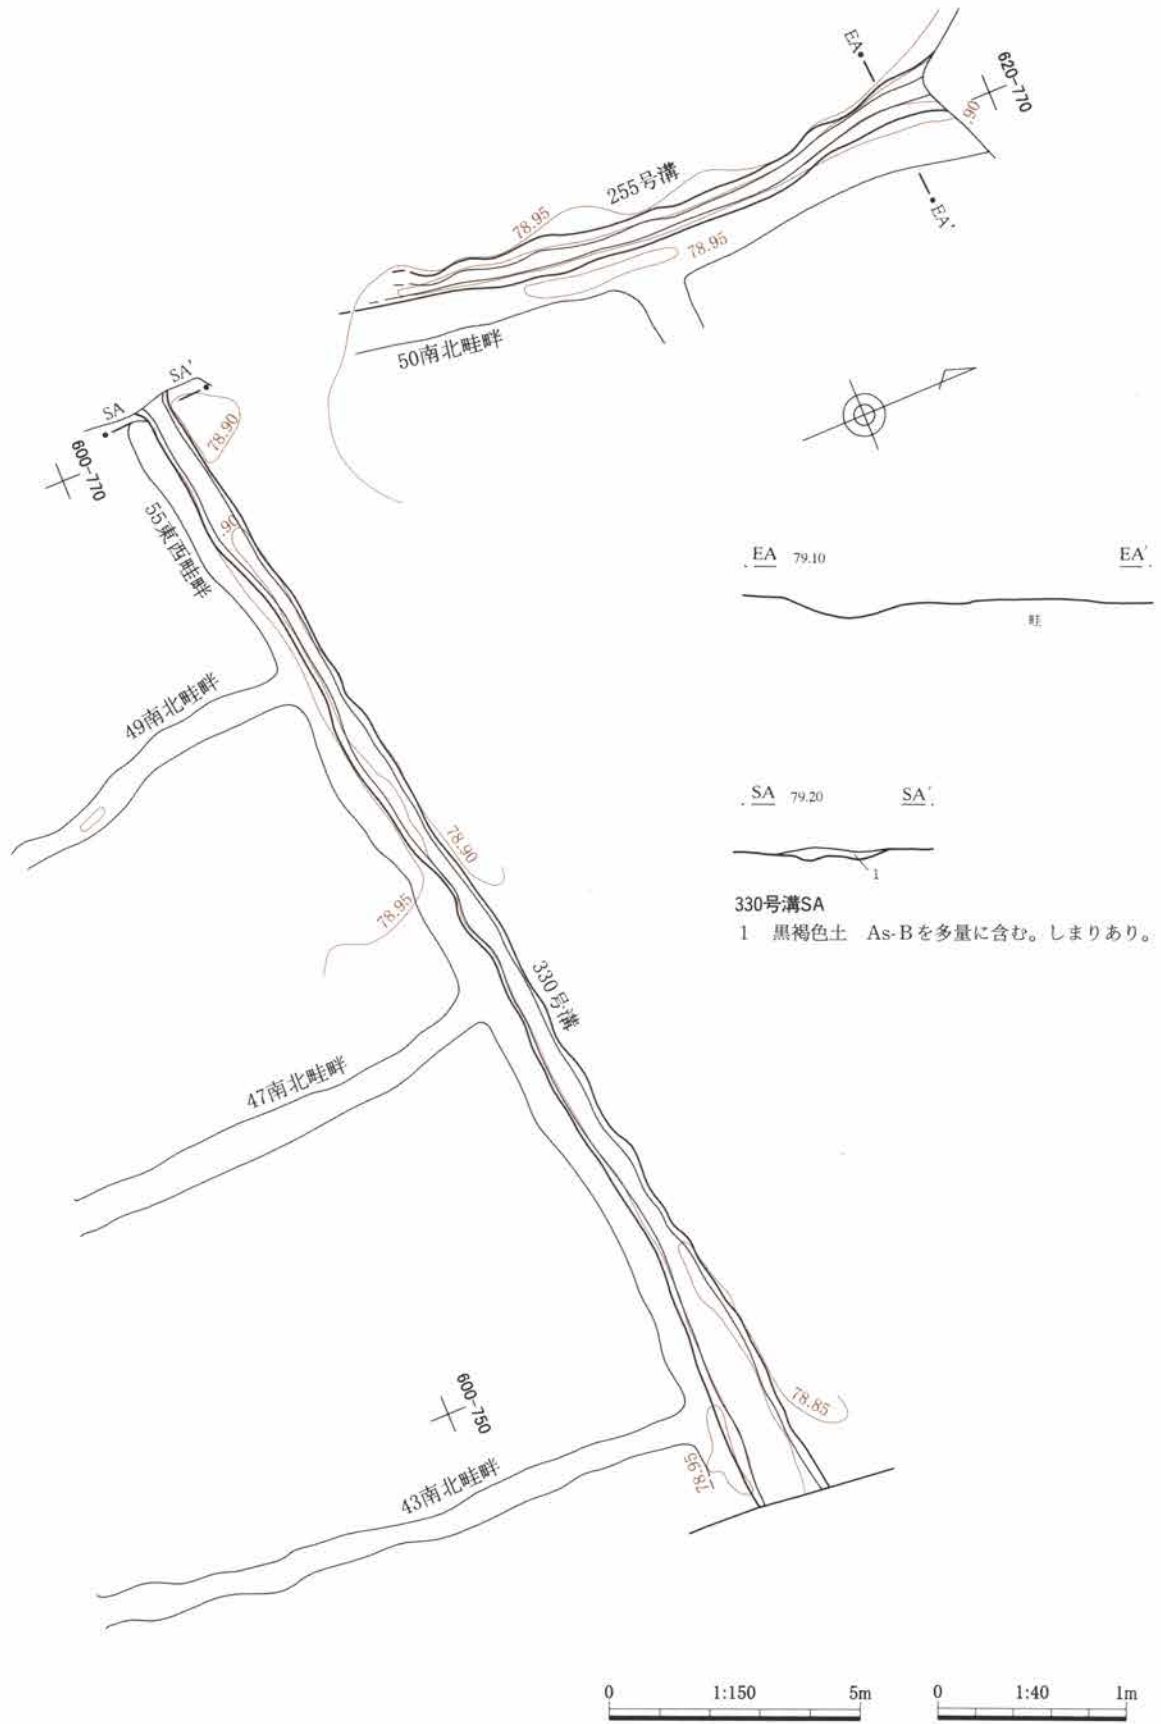 EA
620-770
.90
255号溝
EA'
78.95
78.95
50南北畦畔
SA'
SA
78.90
600-770
.90
55東西畦畔
EA 79.10 EA'
畦
49南北畦畔
SA 79.20 SA'
78.90
1
78.95
330号溝SA
1 黒褐色土 As-Bを多量に含む。しまりあり。
330号溝
47南北畦畔
600-750
78.85
78.95
43南北畦畔
0 1:150 5m
0 1:40 1m